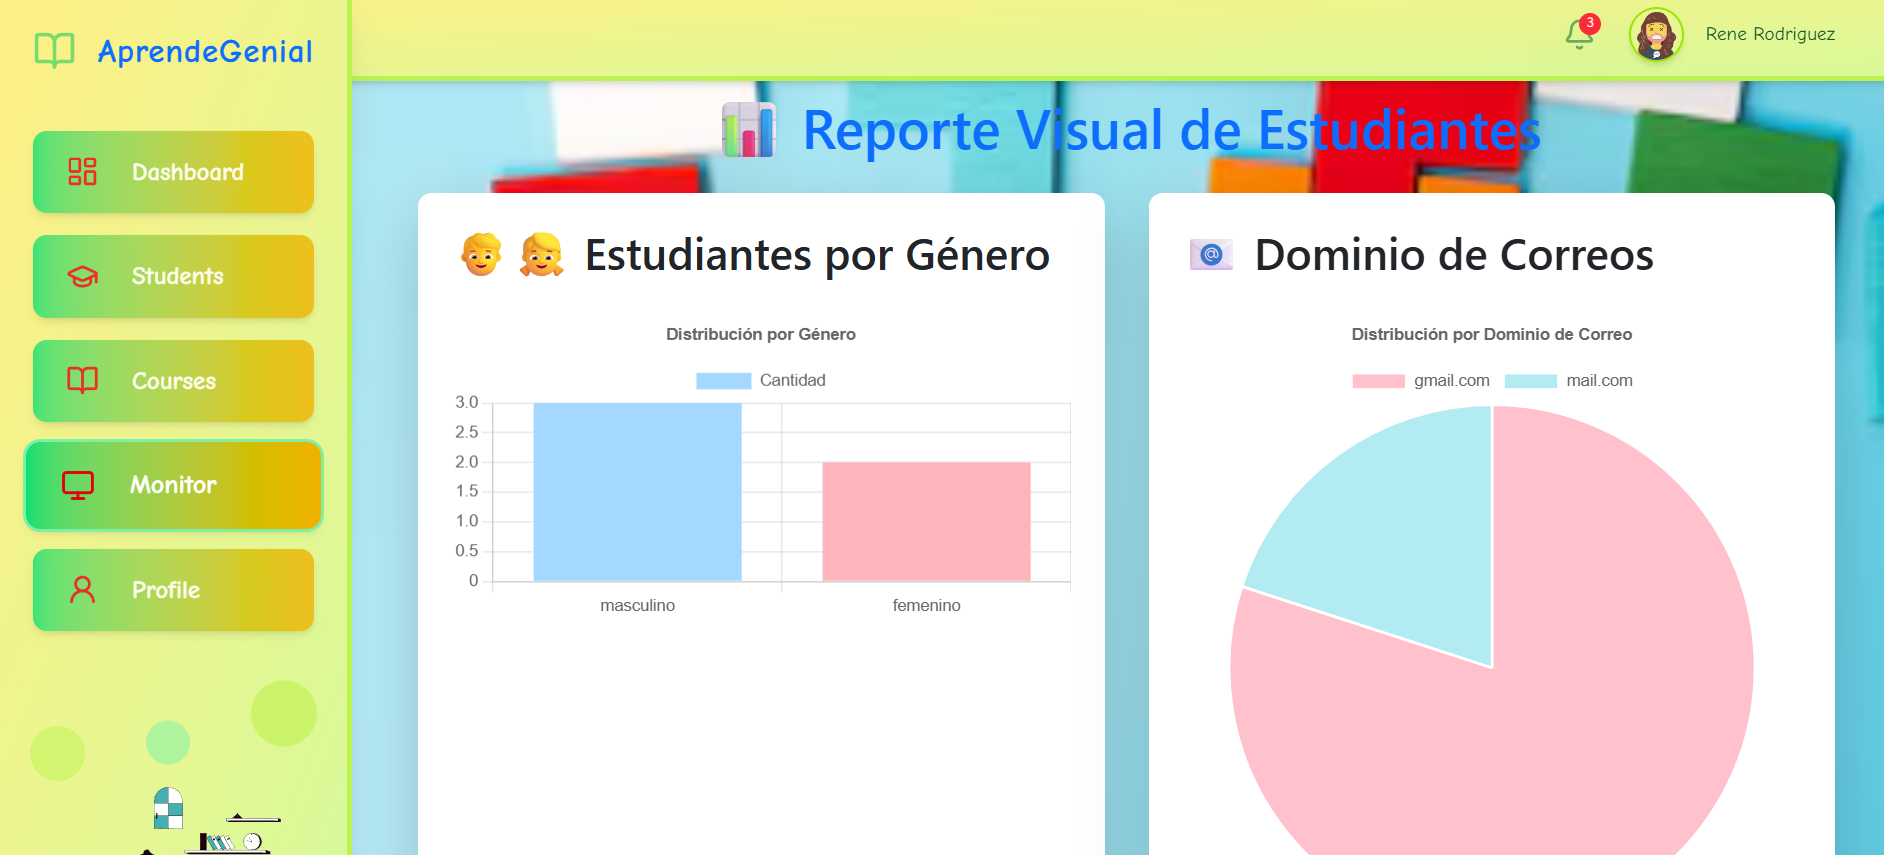 AprendeGenial
3
Rene Rodriguez
Dashboard
Students
Courses
Monitor
Profile
Reporte Visual de Estudiantes
Estudiantes por Género
Distribución por Género
Cantidad
3.0
2.5
2.0
1.5
1.0
0.5
0
masculino femenino
@ Dominio de Correos
Distribución por Dominio de Correo
gmail.com mail.com